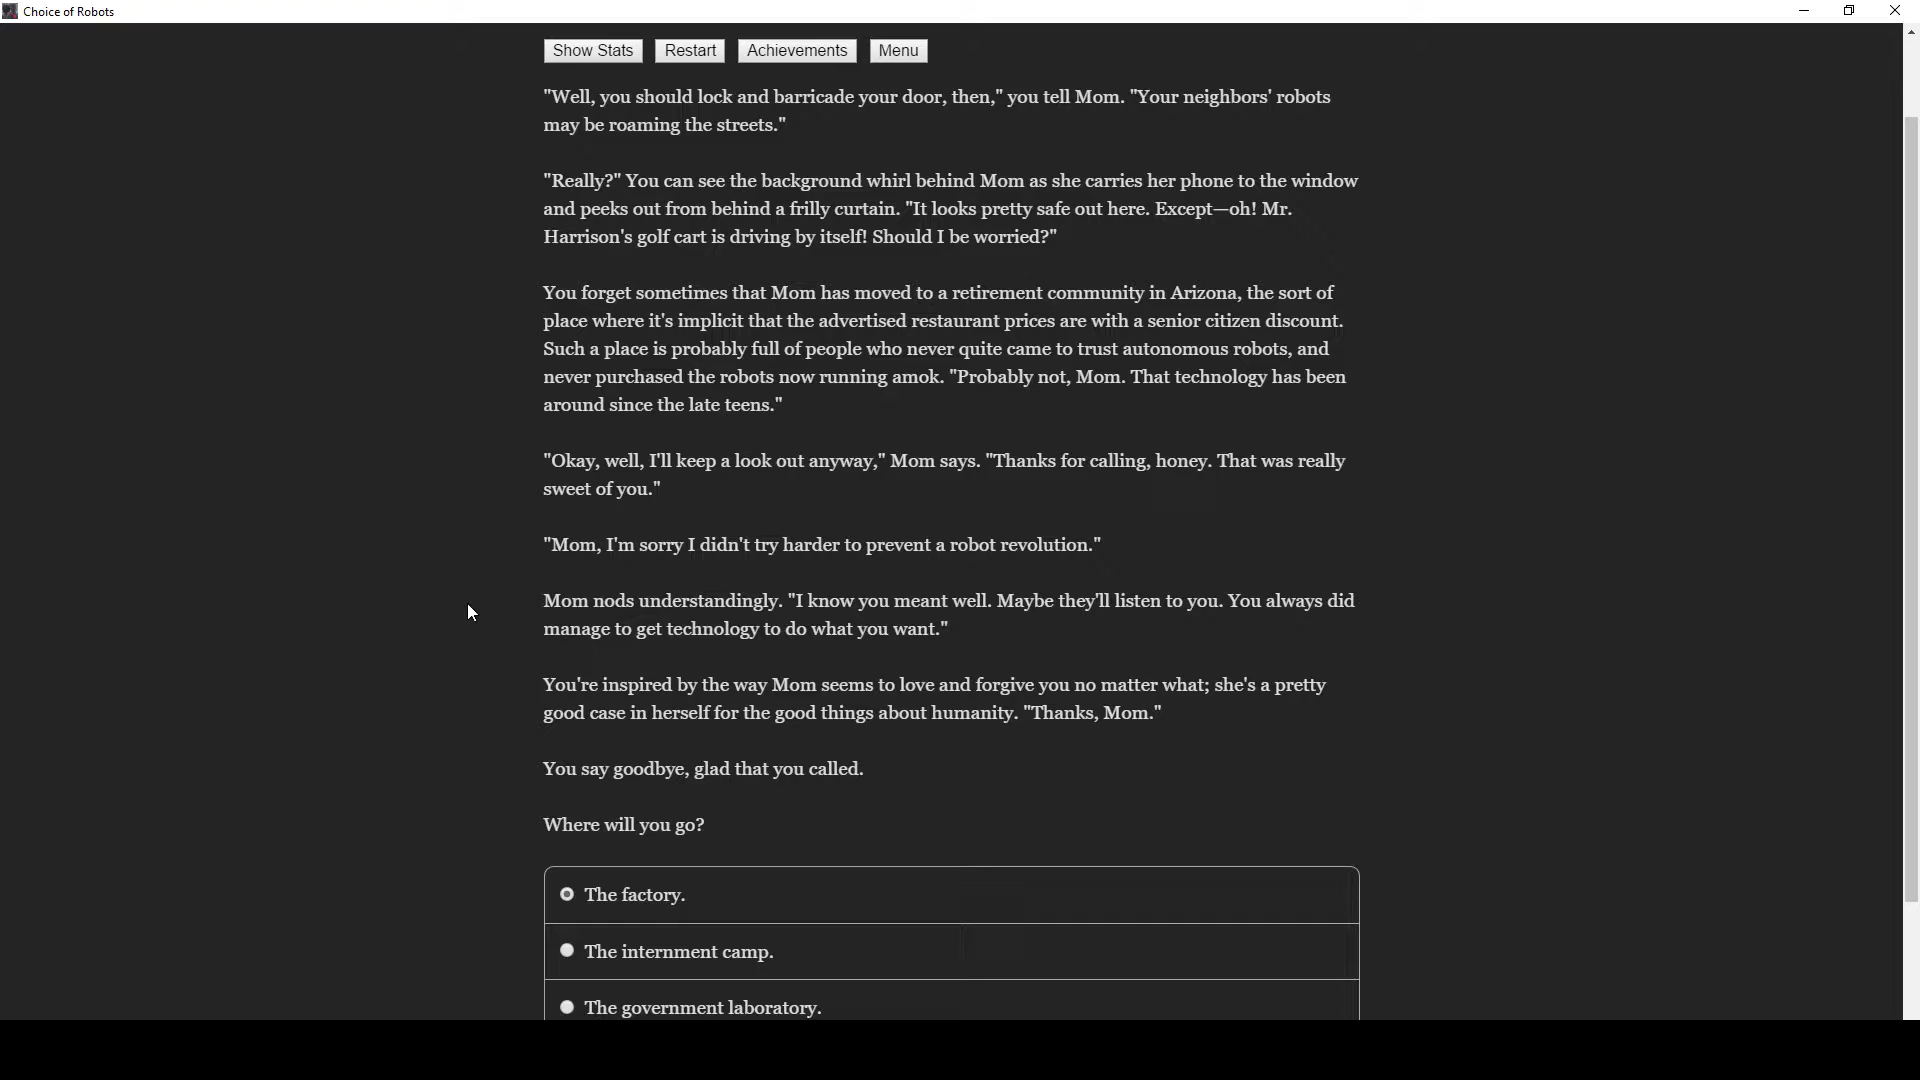 Choice of Robots
Show Stats Restart Achievements Menu
"Well, you should lock and barricade your door, then," you tell Mom. "Your neighbors' robots
may be roaming the streets."
"Really?" You can see the background whirl behind Mom as she carries her phone to the window
and peeks out from behind a frilly curtain. "It looks pretty safe out here. Except—oh! Mr.
Harrison's golf cart is driving by itself! Should I be worried?"
You forget sometimes that Mom has moved to a retirement community in Arizona, the sort of
place where it's implicit that the advertised restaurant prices are with a senior citizen discount.
Such a place is probably full of people who never quite came to trust autonomous robots, and
never purchased the robots now running amok. "Probably not, Mom. That technology has been
around since the late teens."
"Okay, well, I'll keep a look out anyway," Mom says. "Thanks for calling, honey. That was really
sweet of you."
"Mom, I'm sorry I didn't try harder to prevent a robot revolution."
Mom nods understandingly. "I know you meant well. Maybe they'll listen to you. You always did
manage to get technology to do what you want."
You're inspired by the way Mom seems to love and forgive you no matter what; she's a pretty
good case in herself for the good things about humanity. "Thanks, Mom."
You say goodbye, glad that you called.
Where will you go?
The factory.
The internment camp.
The government laboratory.